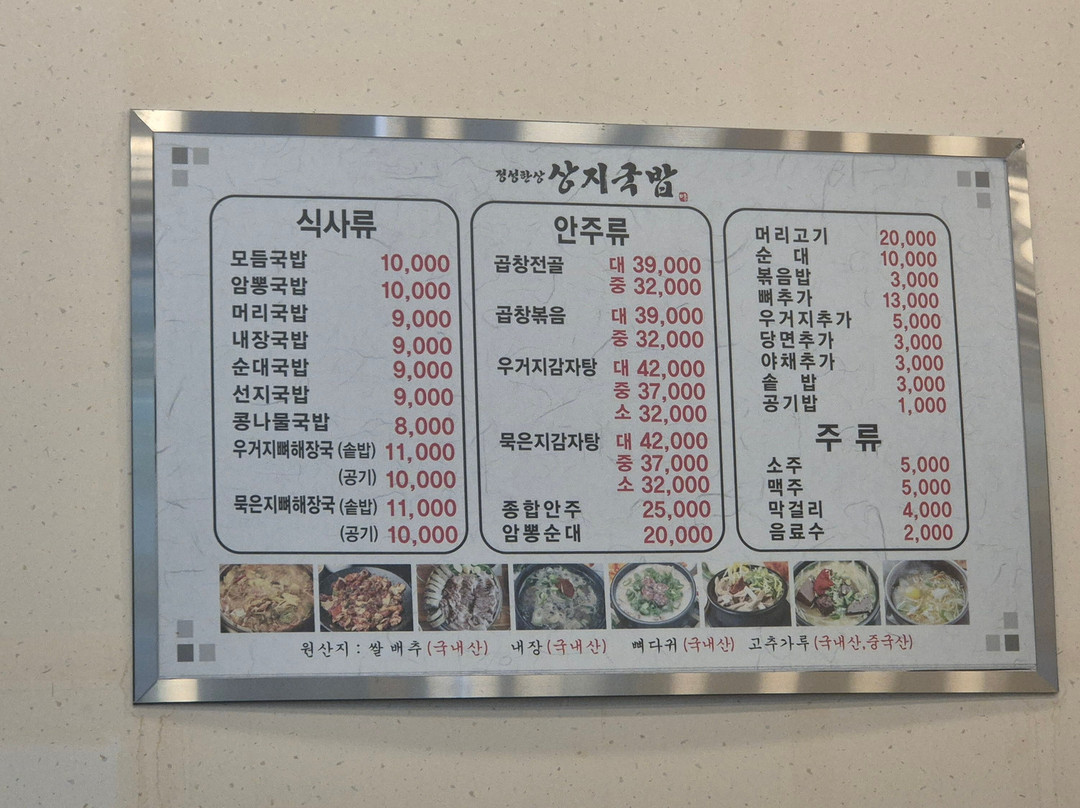 정성한상 상지국밥
식사류
모듬국밥 10,000
암뽕국밥 10,000
머리국밥 9,000
내장국밥 9,000
순대국밥 9,000
선지국밥 9,000
콩나물국밥 8,000
우거지뼈해장국 (솥밥) 11,000
(공기) 10,000
묵은지뼈해장국 (솥밥) 11,000
(공기) 10,000
안주류
곱창전골 대 39,000
중 32,000
곱창볶음 대 39,000
중 32,000
우거지감자탕 대 42,000
중 37,000
소 32,000
묵은지감자탕 대 42,000
중 37,000
소 32,000
종합안주 25,000
암뽕순대 20,000
머리고기 20,000
순 대 10,000
볶음밥 3,000
뼈추가 13,000
우거지추가 5,000
당면추가 3,000
야채추가 3,000
솥 밥 3,000
공기밥 1,000
주 류
소주 5,000
맥주 5,000
막걸리 4,000
음료수 2,000
원산지 : 쌀 배추 (국내산) 내장 (국내산) 뼈다귀 (국내산) 고추가루 (국내산,중국산)